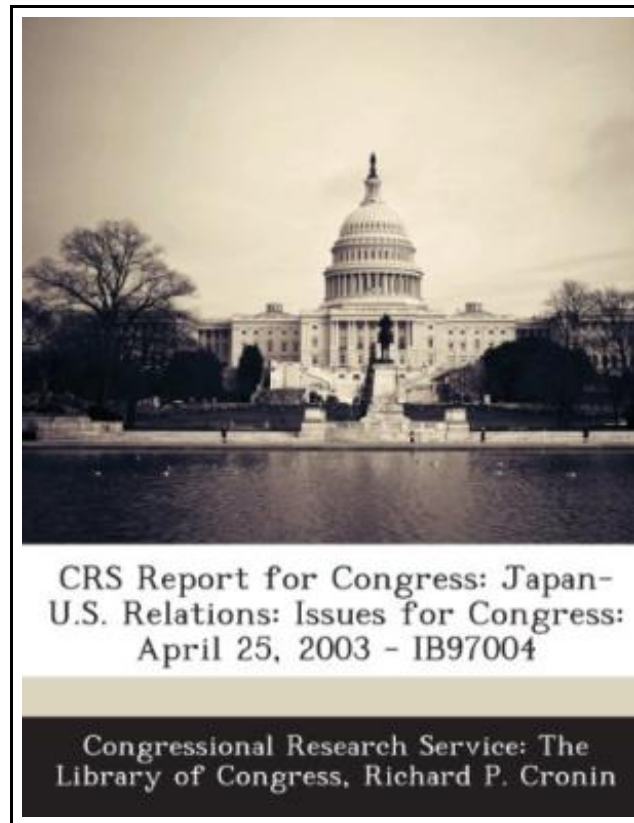 CRS Report for Congress: Japan-
U.S. Relations: Issues for Congress:
April 25, 2003 - IB97004
Congressional Research Service: The
Library of Congress, Richard P. Cronin